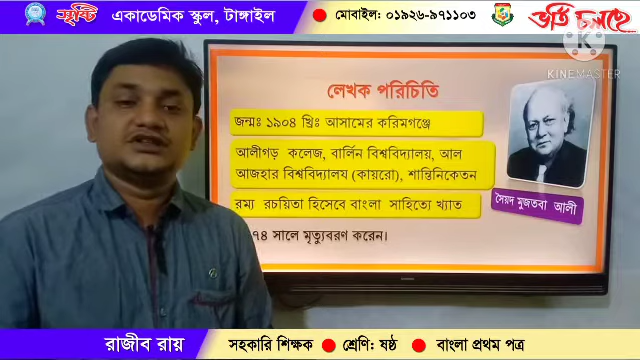 সৃষ্টি একাডেমিক স্কুল, টাঙ্গাইল
মোবাইল: ০১৯২৬-৯৭১১০৩
ভর্তি চলছে
KINEMASTER
লেখক পরিচিতি
জন্মঃ ১৯০৪ খ্রিঃ আসামের করিমগঞ্জে
আলীগড় কলেজ, বার্লিন বিশ্ববিদ্যালয়, আল
আজহার বিশ্ববিদ্যালয (কায়রো), শান্তিনিকেতন
রম্য রচয়িতা হিসেবে বাংলা সাহিত্যে খ্যাত
৭৪ সালে মৃত্যুবরণ করেন।
সৈয়দ মুজতবা আলী
রাজীব রায়
সহকারি শিক্ষক
শ্রেণি: ষষ্ঠ
বাংলা প্রথম পত্র